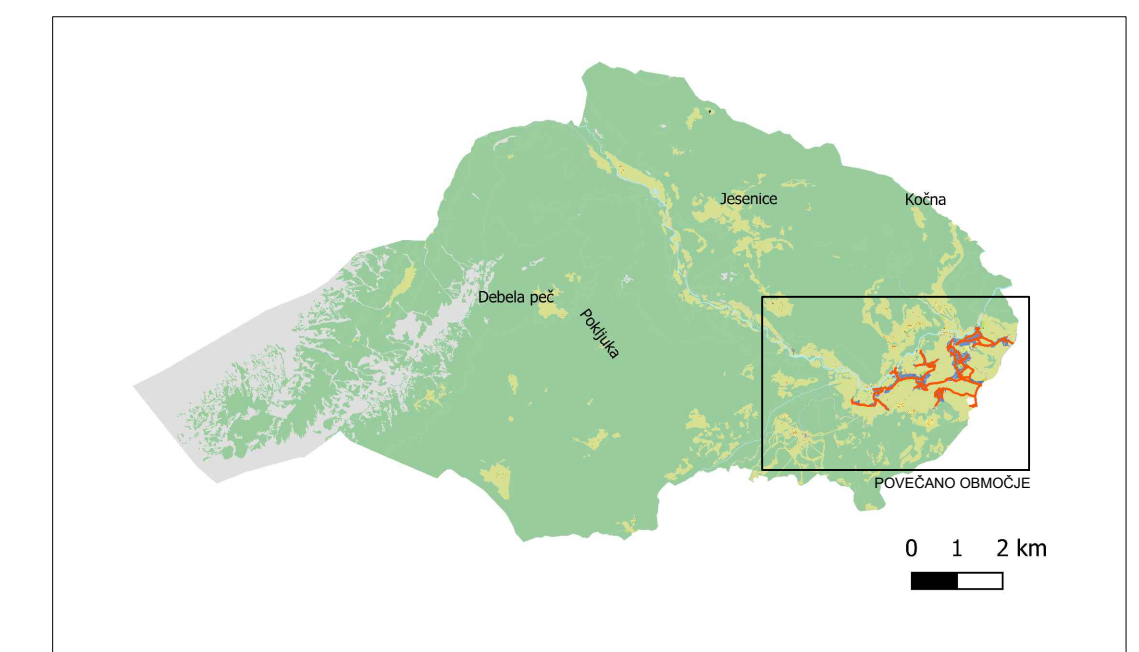 Jesenice
Kočna
Debela peč
Pokljuka
POVEČANO OBMOČJE
0 1 2 km